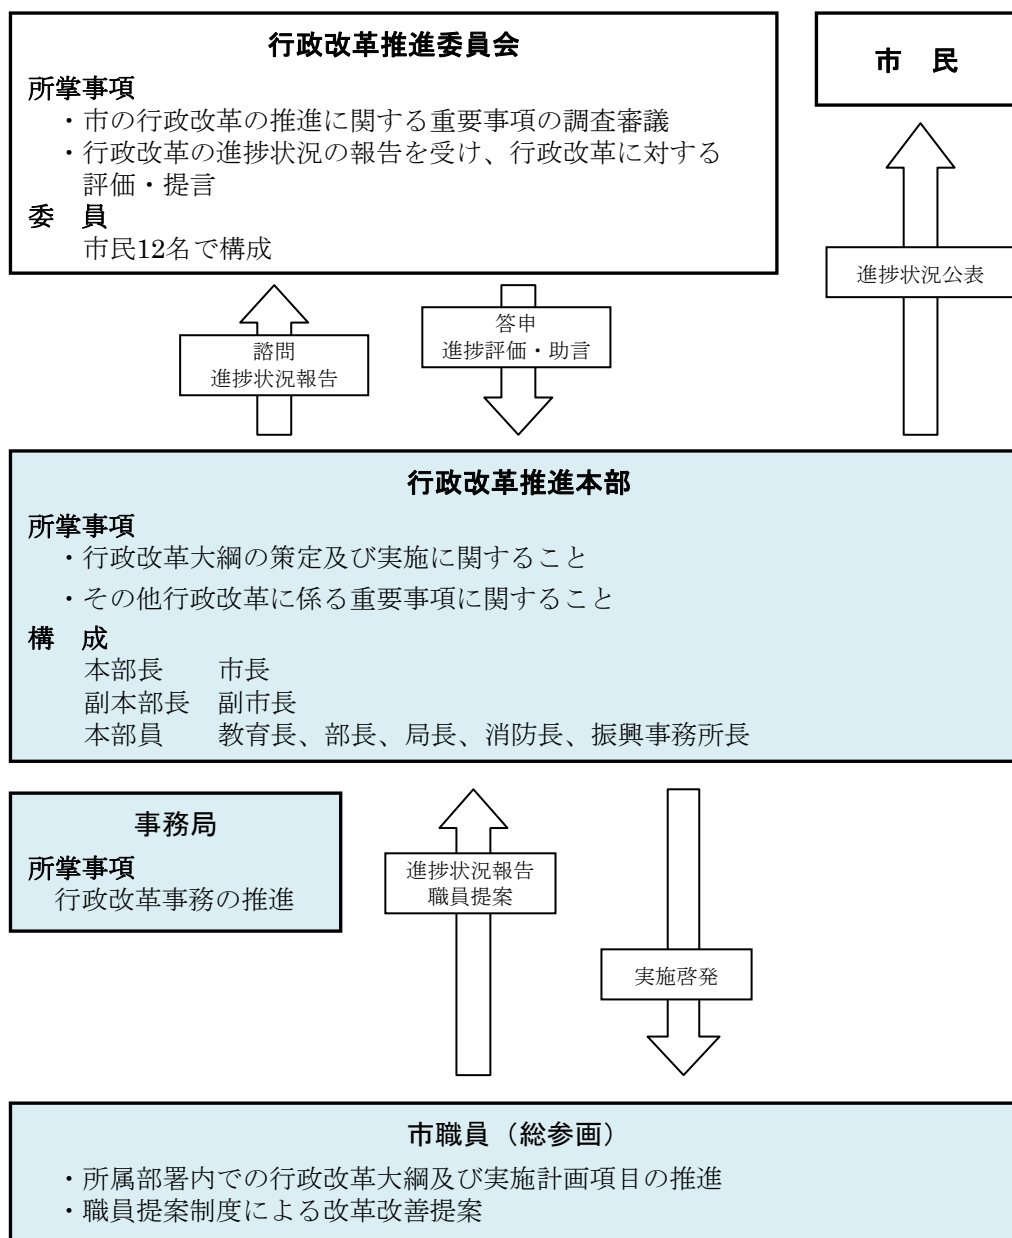 行政改革推進委員会
所掌事項
・市の行政改革の推進に関する重要事項の調査審議
・行政改革の進捗状況の報告を受け、行政改革に対する
評価・提言
委　員
市民12名で構成
市　民
進捗状況公表
諮問
進捗状況報告
答申
進捗評価・助言
行政改革推進本部
所掌事項
・行政改革大綱の策定及び実施に関すること
・その他行政改革に係る重要事項に関すること
構　成
本部長　　市長
副本部長　副市長
本部員　　教育長、部長、局長、消防長、振興事務所長
事務局
所掌事項
行政改革事務の推進
進捗状況報告
職員提案
実施啓発
市職員（総参画）
・所属部署内での行政改革大綱及び実施計画項目の推進
・職員提案制度による改革改善提案